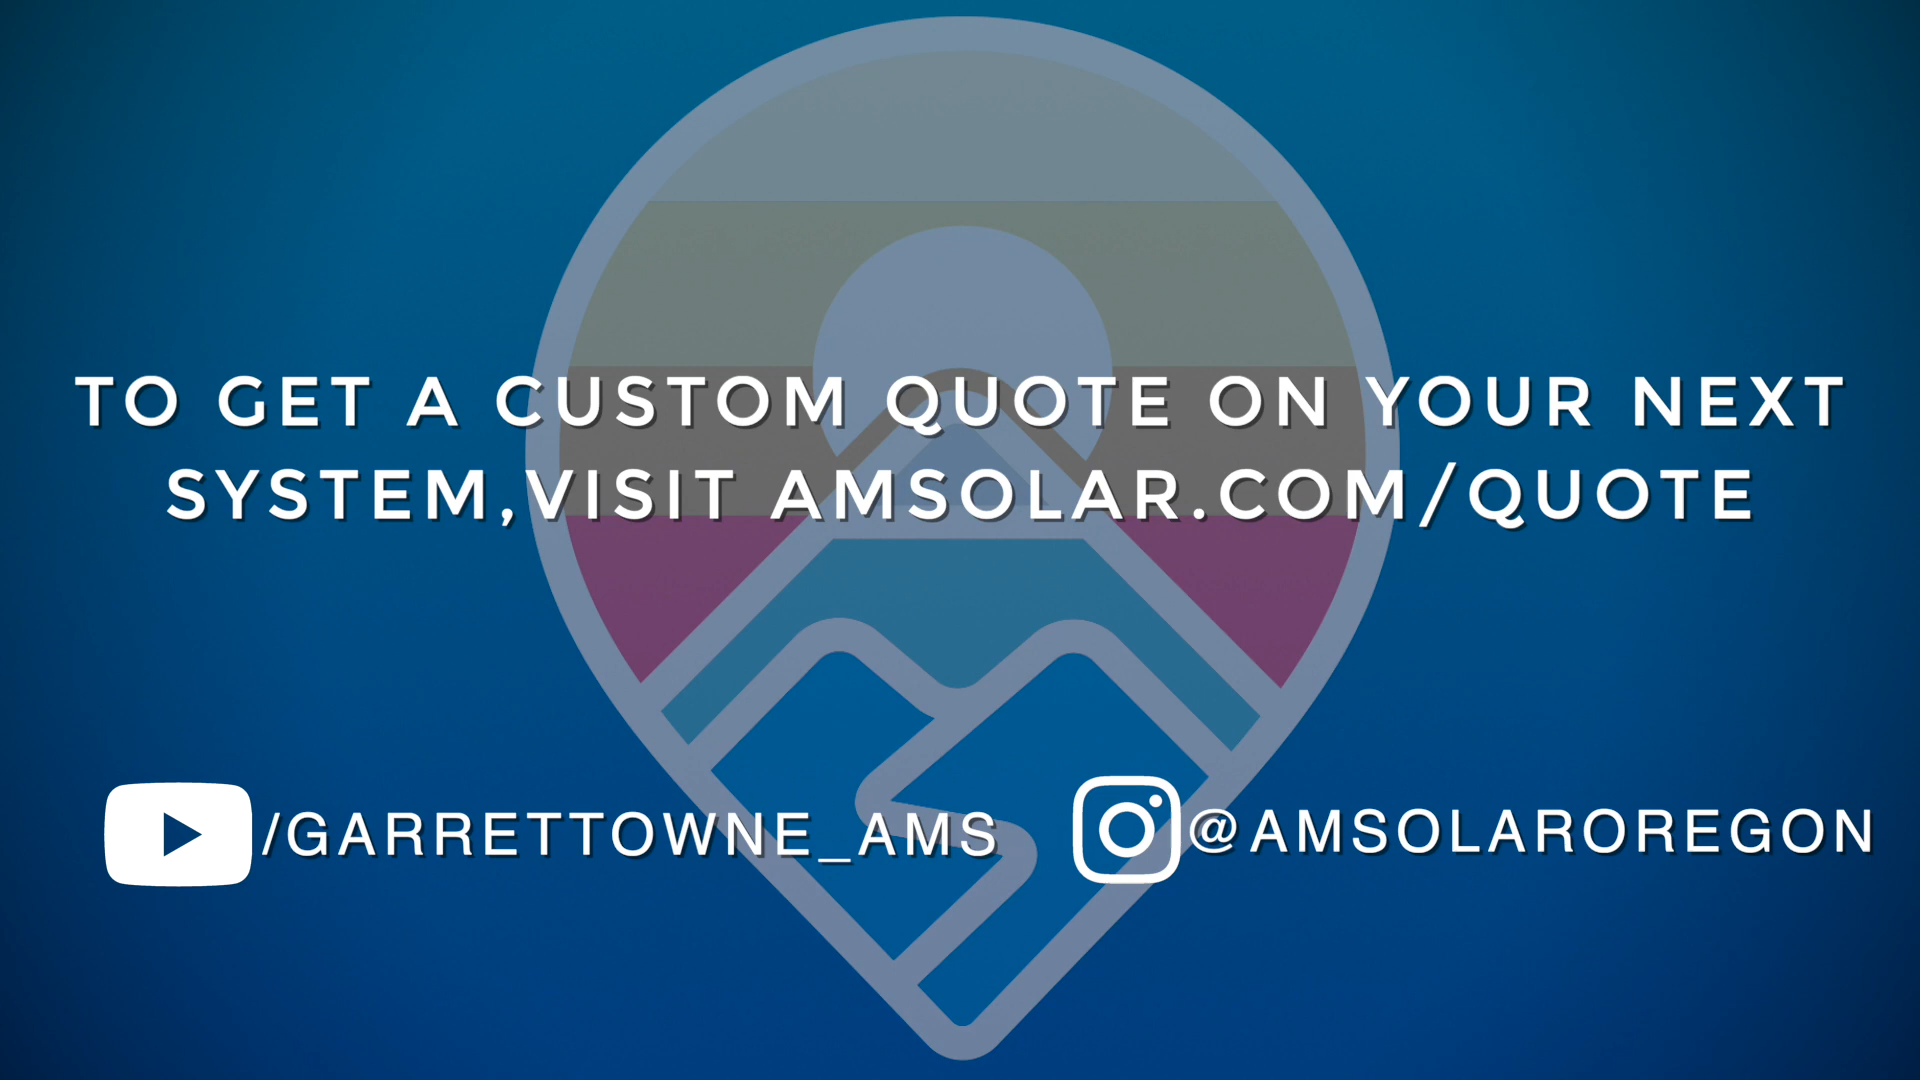 TO GET A CUSTOM QUOTE ON YOUR NEXT
SYSTEM,VISIT AMSOLAR.COM/QUOTE
/GARRETTOWNE_AMS
@AMSOLAROREGON